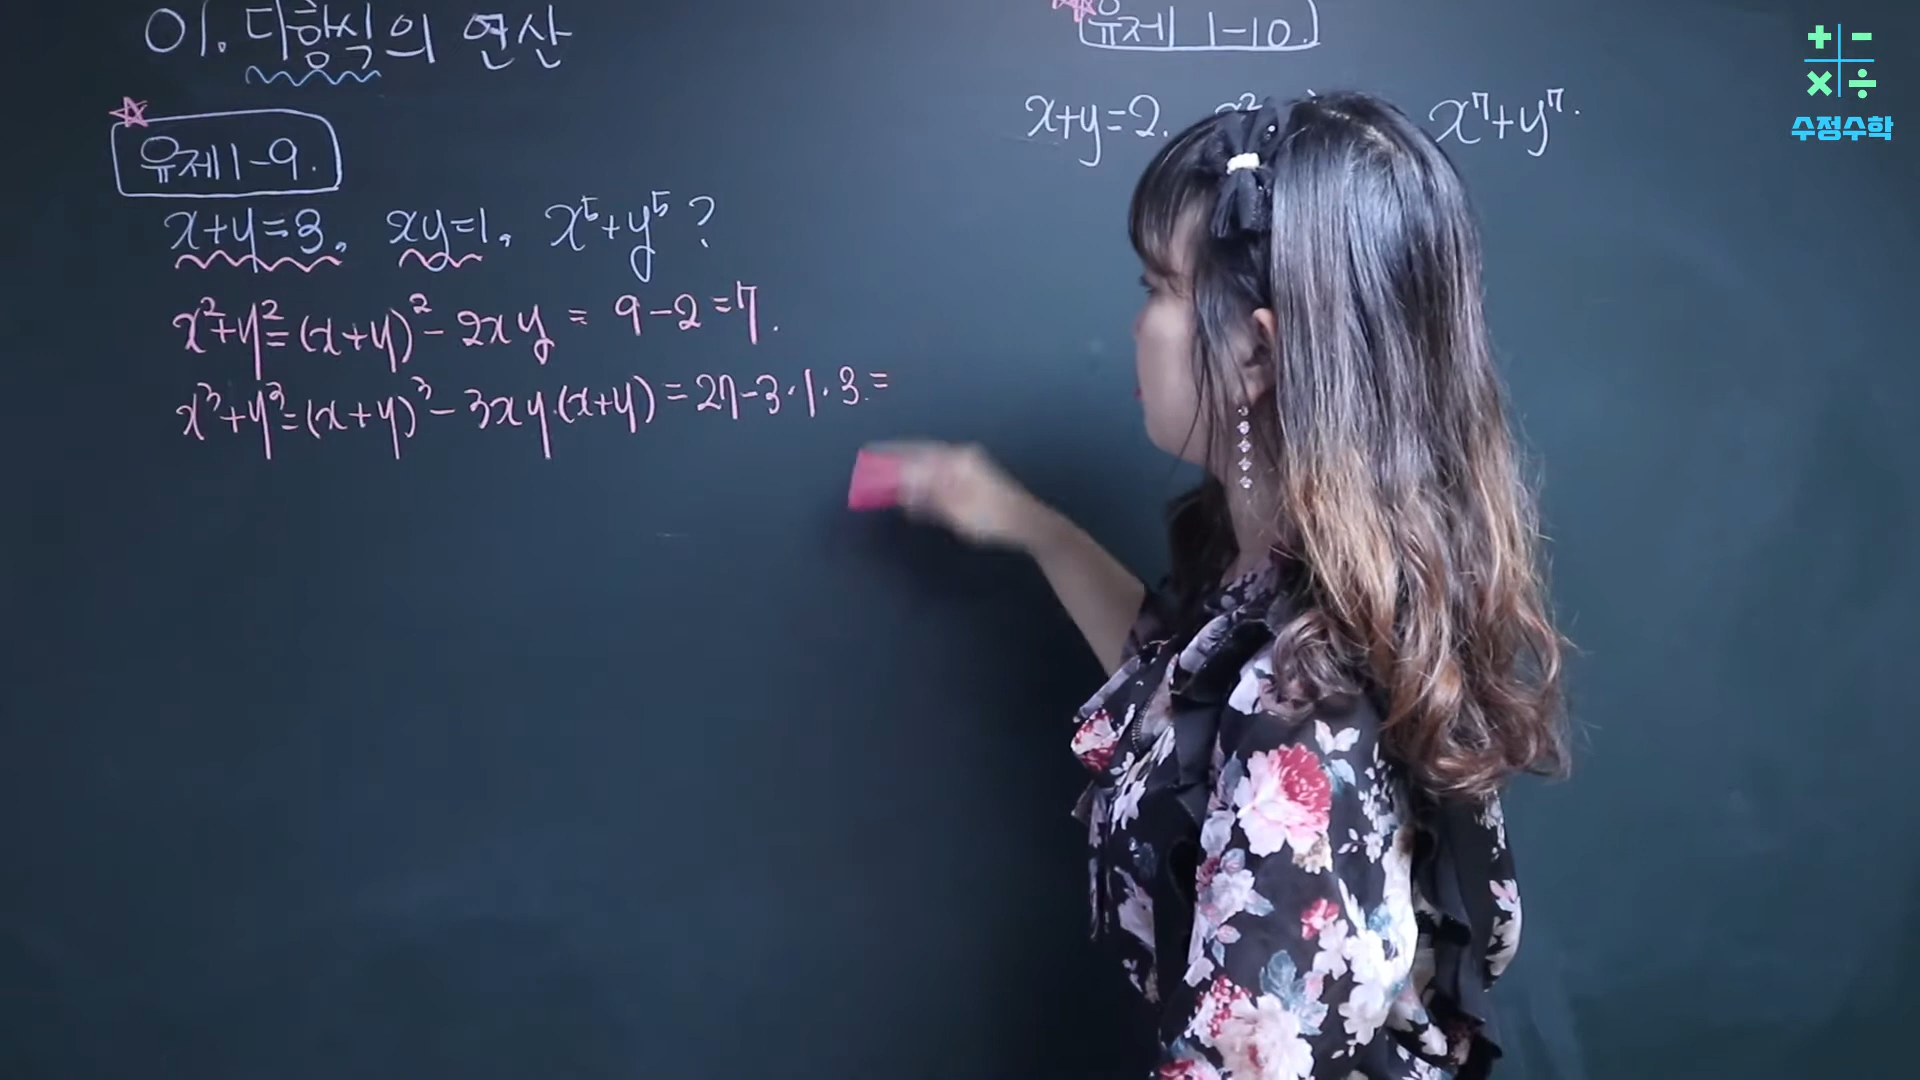 01. 다항식의 연산
유제 1-9.
x+y=3, xy=1, x⁵+y⁵ ?
x²+y²=(x+y)²-2xy = 9-2=7.
x³+y³=(x+y)³-3xy·(x+y)=27-3·1·3=
유제 1-10.
x+y=2. x² x⁷+y⁷.
수정수학